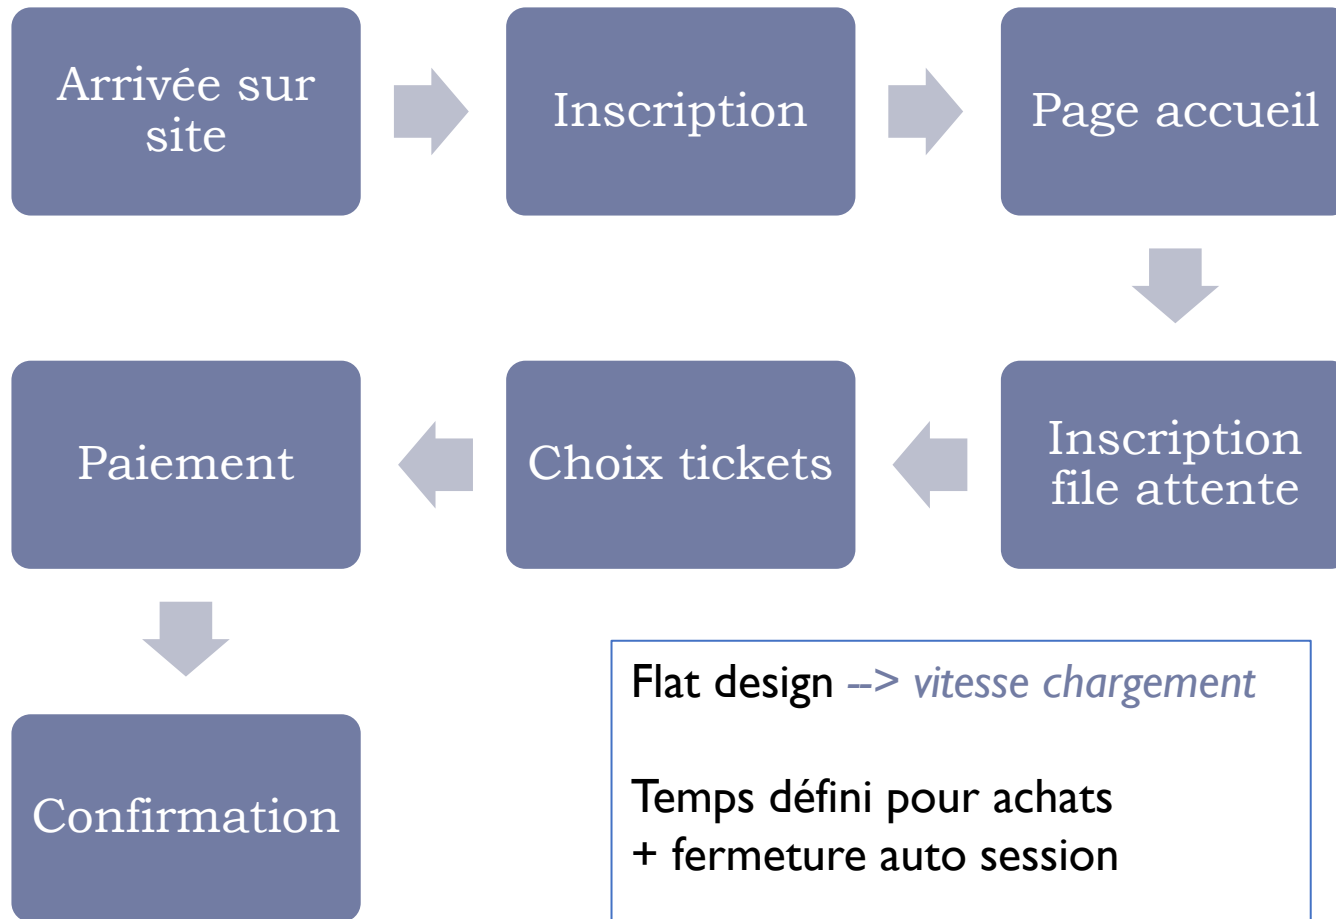 Arrivée sur
site
Inscription
Page accueil
Inscription
file attente
Choix tickets
Paiement
Confirmation
Flat design --> vitesse chargement
Temps défini pour achats
+ fermeture auto session